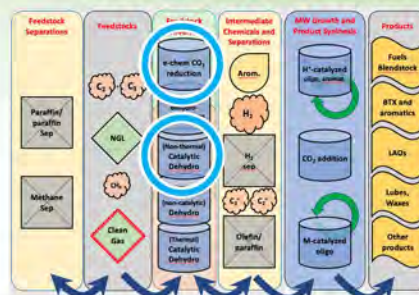 Feedstock
Separations
Paraffin/
paraffin
Sep
Methane
Sep
Feedstocks
NGL
Clean
Gas
Feedstock
e-chem CO₂
reduction
(Non-thermal)
Catalytic
Dehydro
(non-catalytic)
Dehydro
(Thermal)
Catalytic
Dehydro
Intermediate
Chemicals and
Separations
Arom.
H₂
H₂
sep
Olefin/
paraffin
MW Growth and
Product Synthesis
H⁺-catalyzed
CO₂ addition
M-catalyzed
oligo
Products
Fuels
Blendstock
BTX and
aromatics
LAOs
Lubes,
Waxes
Other
products